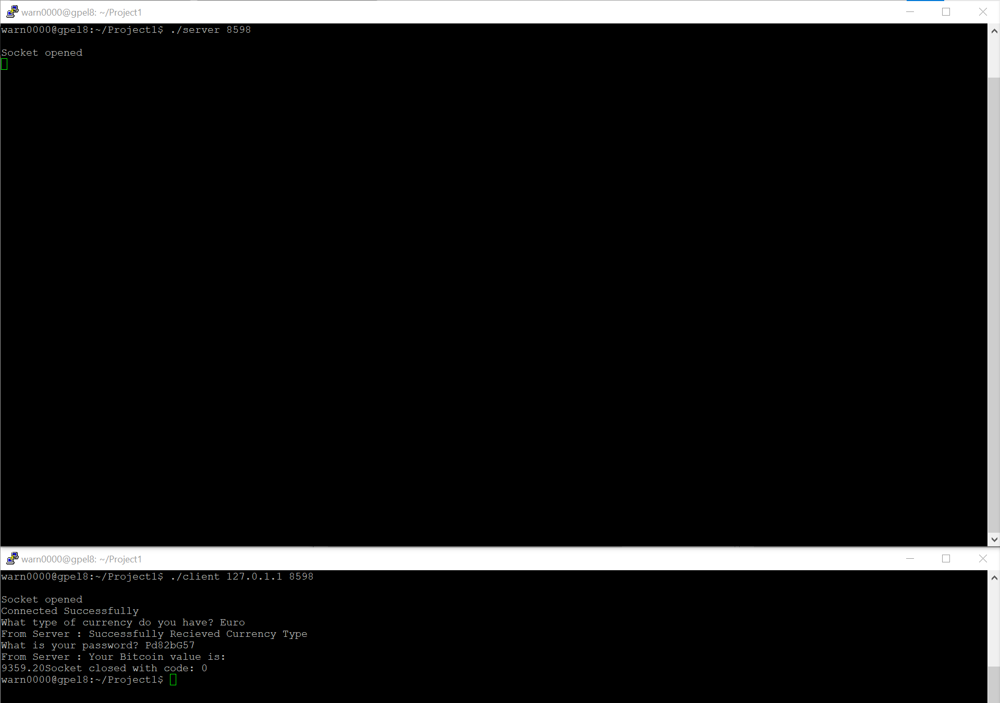 warn0000@gpel8: ~/Project1
warn0000@gpel8:~/Project1$ ./server 8598
Socket opened
warn0000@gpel8: ~/Project1
warn0000@gpel8:~/Project1$ ./client 127.0.1.1 8598
Socket opened
Connected Successfully
What type of currency do you have? Euro
From Server : Successfully Recieved Currency Type
What is your password? Pd82bG57
From Server : Your Bitcoin value is:
9359.20Socket closed with code: 0
warn0000@gpel8:~/Project1$